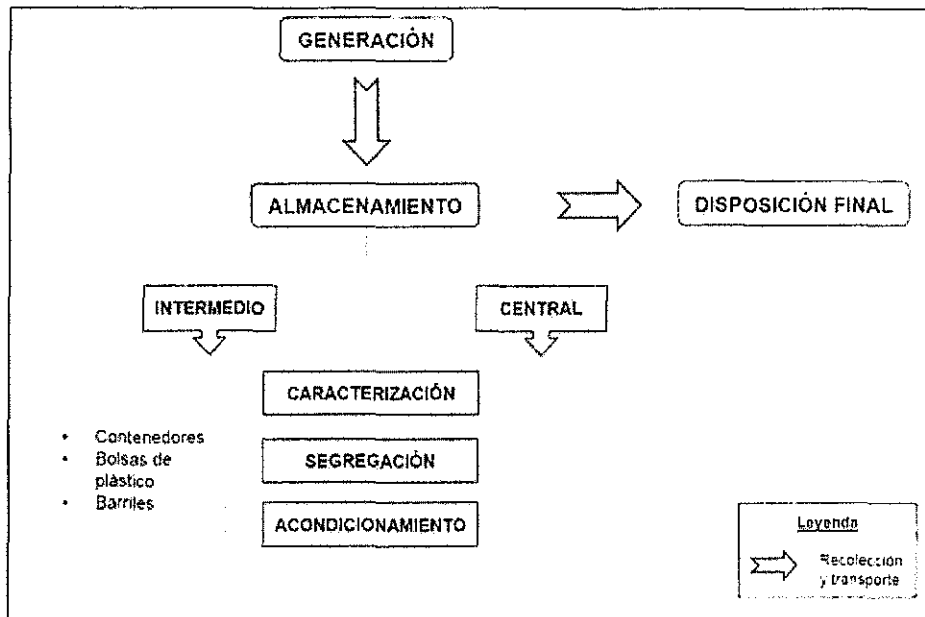 GENERACIÓN
ALMACENAMIENTO
DISPOSICIÓN FINAL
INTERMEDIO
CENTRAL
CARACTERIZACIÓN
• Contenedores
• Bolsas de
plástico
• Barriles
SEGREGACIÓN
ACONDICIONAMIENTO
Leyenda
Recolección
y transporte